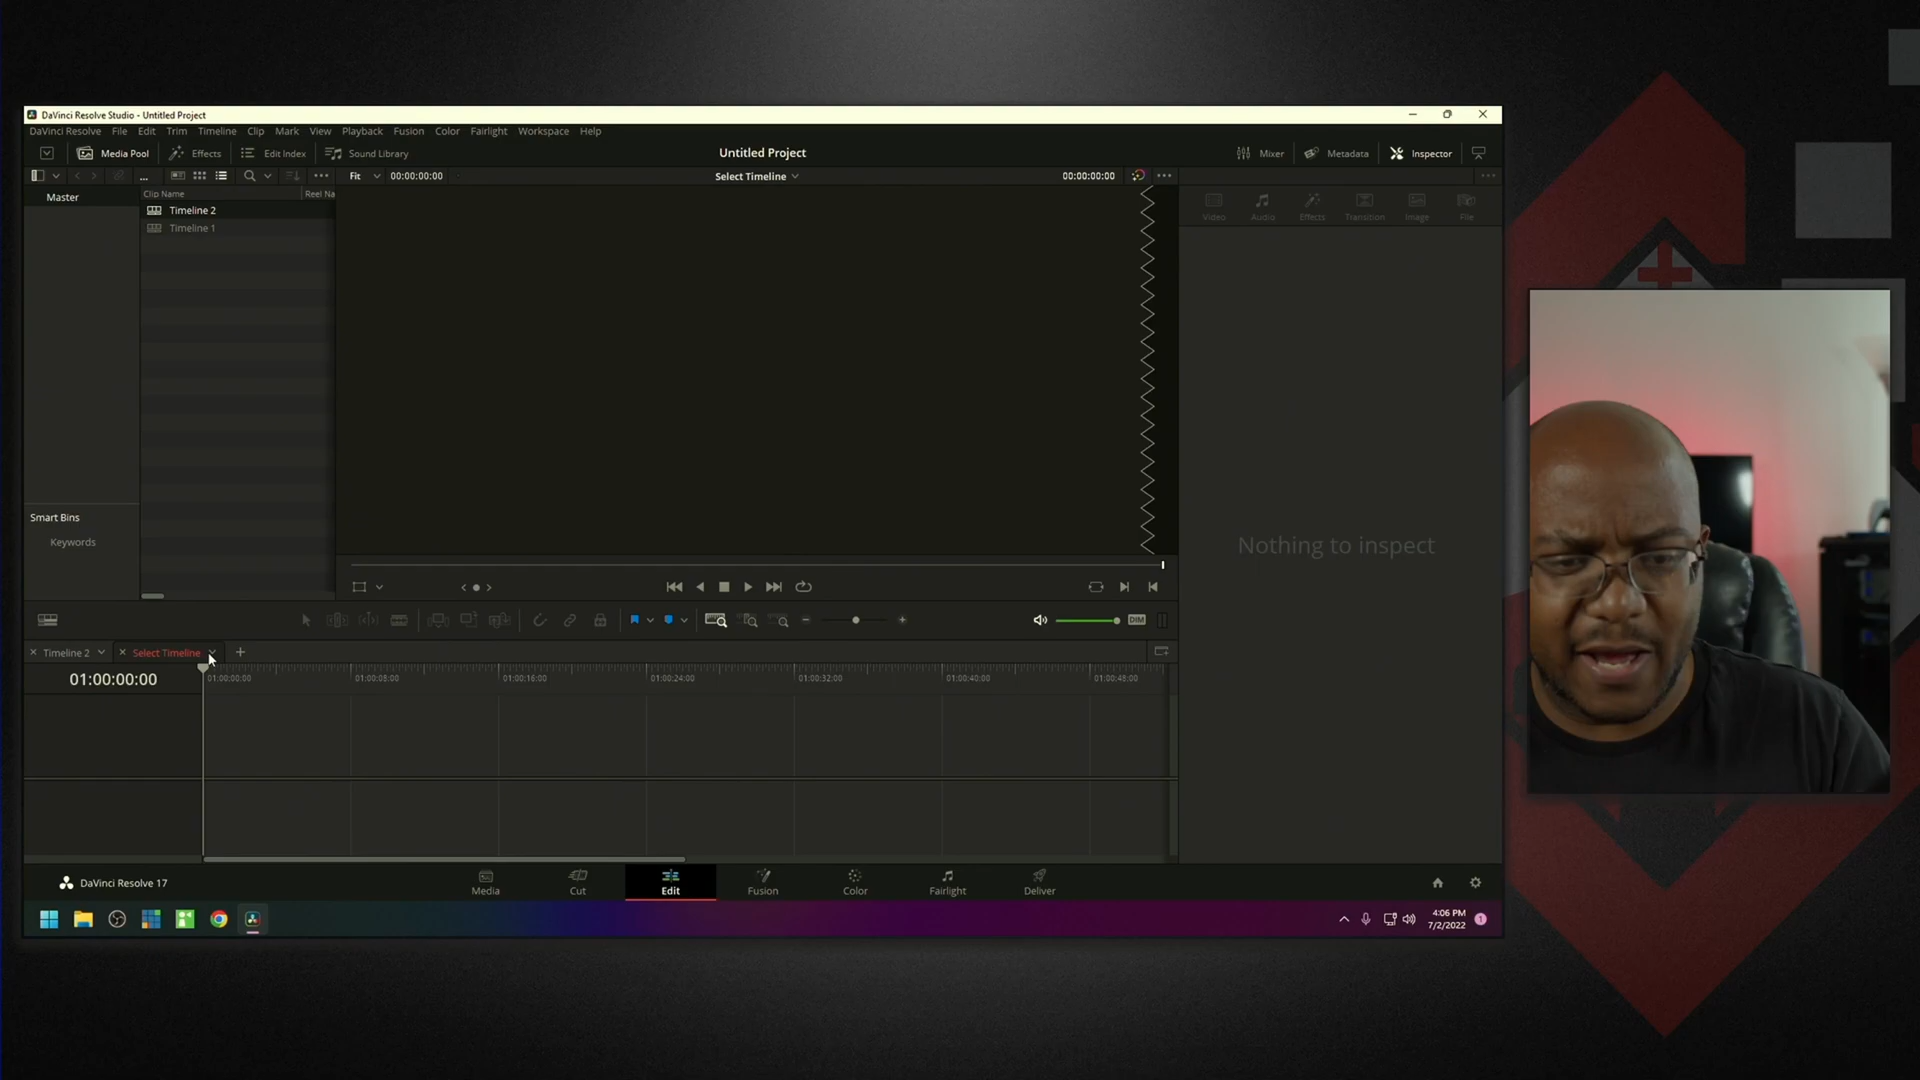 DaVinci Resolve Studio - Untitled Project
DaVinci Resolve File Edit Trim Timeline Clip Mark View Playback Fusion Color Fairlight Workspace Help
Media Pool Effects Edit Index Sound Library Untitled Project Mixer Metadata Inspector
Fit 00:00:00:00 Select Timeline 00:00:00:00
Master Clip Name Reel Na
Timeline 2
Timeline 1
Video Audio Effects Transition Image File
Smart Bins
Keywords
Nothing to inspect
DIM
Timeline 2 Select Timeline
01:00:00:00 01:00:00:00 01:00:08:00 01:00:16:00 01:00:24:00 01:00:32:00 01:00:40:00 01:00:48:00
DaVinci Resolve 17 Media Cut Edit Fusion Color Fairlight Deliver
4:06 PM
7/2/2022 1